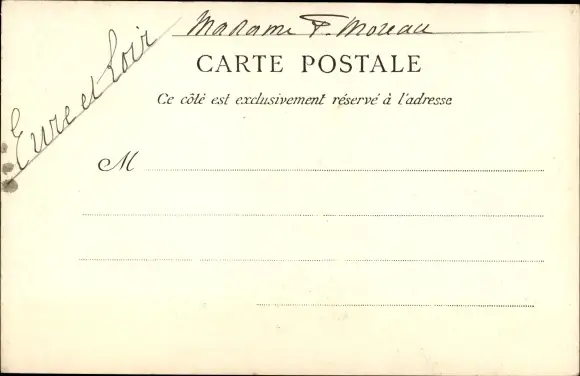 Madame P. Moreau
Eure et Loir
CARTE POSTALE
Ce côté est exclusivement réservé à l'adresse
M